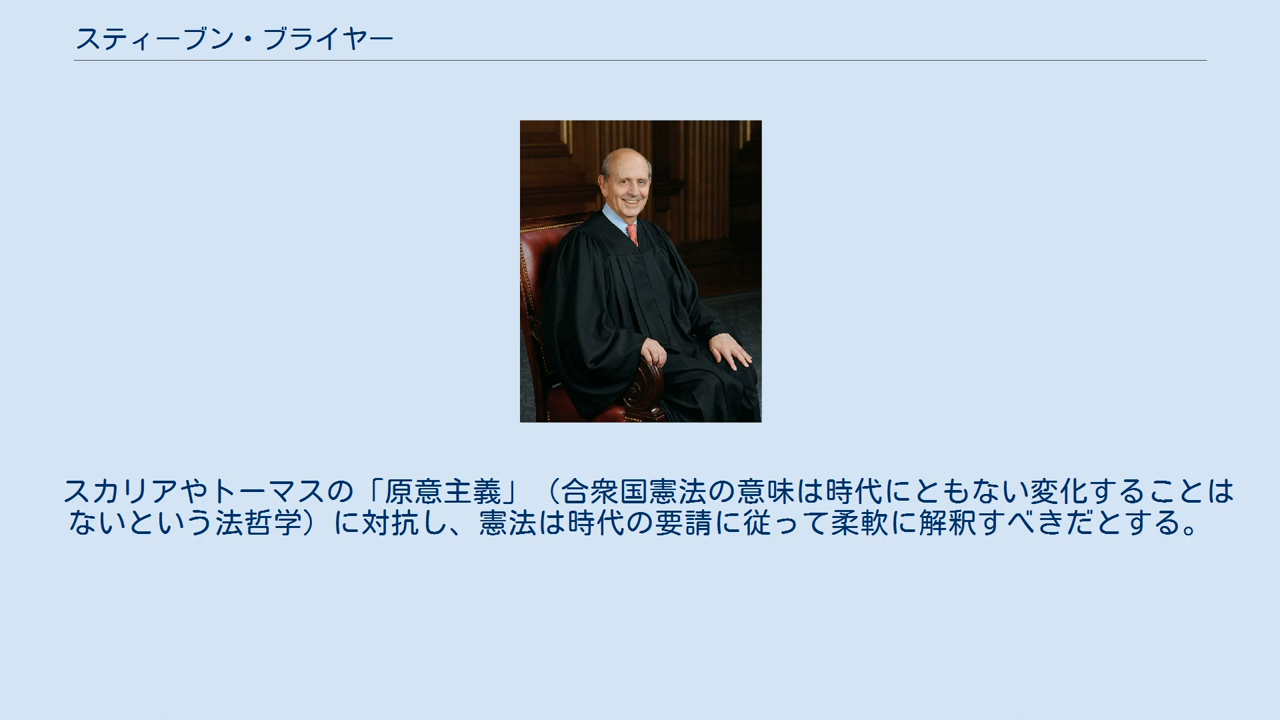 スティーブン・ブライヤー
スカリアやトーマスの「原意主義」（合衆国憲法の意味は時代にともない変化することは
ないという法哲学）に対抗し、憲法は時代の要請に従って柔軟に解釈すべきだとする。